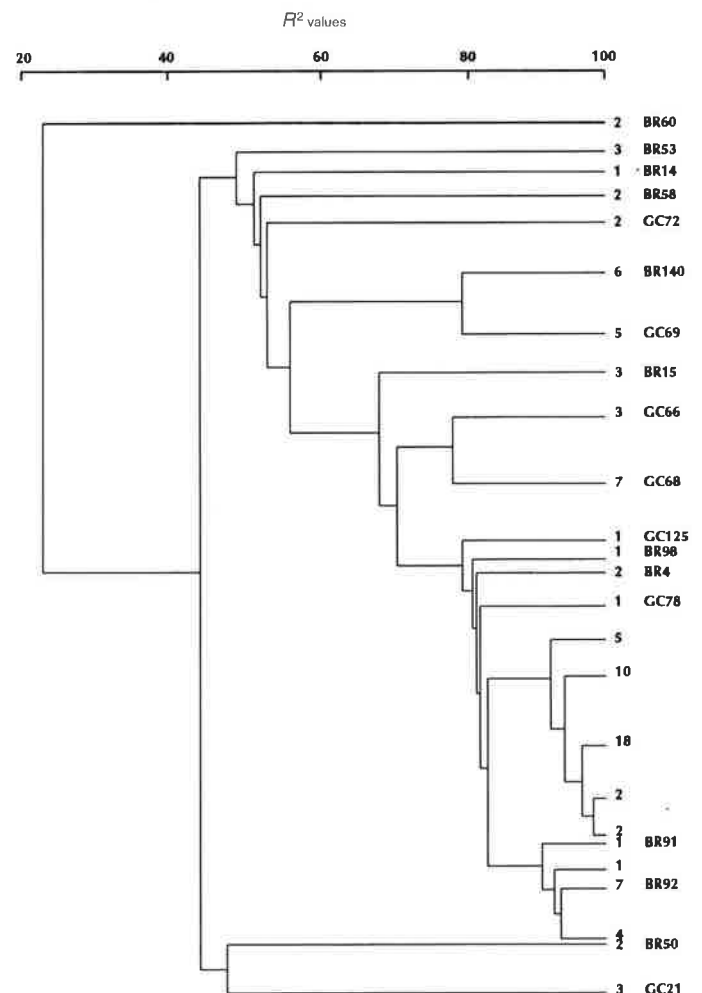 R² values
20 40 60 80 100
2 BR60
3 BR53
1 BR14
2 BR58
2 GC72
6 BR140
5 GC69
3 BR15
3 GC66
7 GC68
1 GC125
1 BR98
2 BR4
1 GC78
5
10
18
2
2
1 BR91
1
7 BR92
4
2 BR50
3 GC21